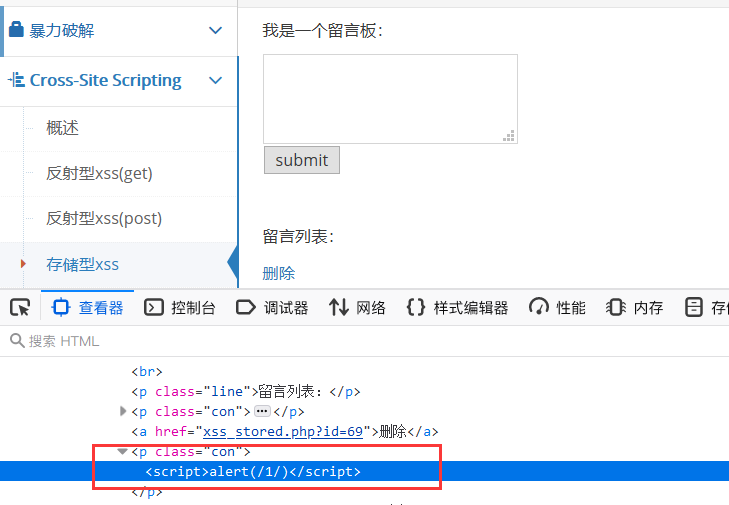 暴力破解
Cross-Site Scripting
概述
反射型xss(get)
反射型xss(post)
存储型xss
我是一个留言板：
submit
留言列表：
删除
查看器 控制台 调试器 网络 样式编辑器 性能 内存
搜索 HTML
<br>
<p class="line">留言列表：</p>
<p class="con"></p>
<a href="xss_stored.php?id=69">删除</a>
<p class="con">
<script>alert(/1/)</script>
</p>